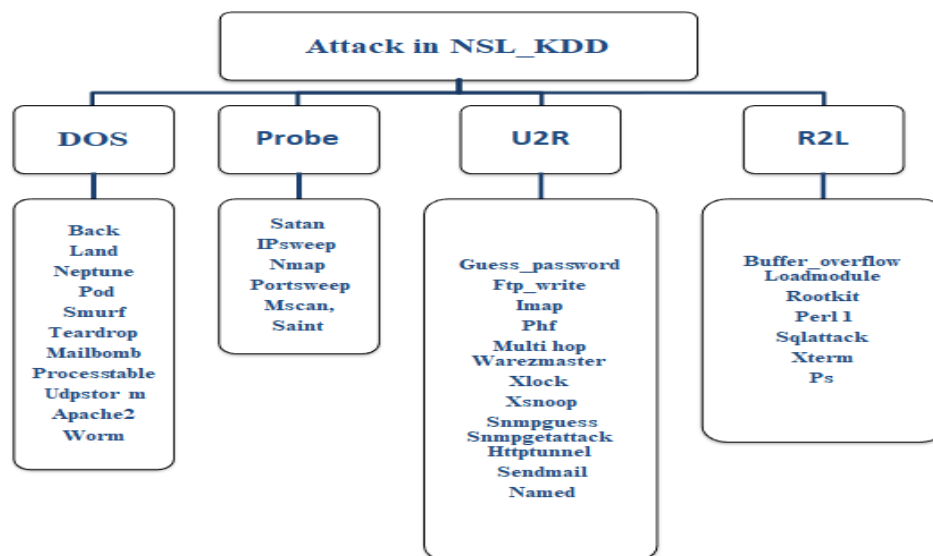 Attack in NSL_KDD
DOS
Probe
U2R
R2L
Back
Land
Neptune
Pod
Smurf
Teardrop
Mailbomb
Processtable
Udpstor m
Apache2
Worm
Satan
IPsweep
Nmap
Portsweep
Mscan,
Saint
Guess_password
Ftp_write
Imap
Phf
Multi hop
Warezmaster
Xlock
Xsnoop
Snmpguess
Snmpgetattack
Httptunnel
Sendmail
Named
Buffer_overflow
Loadmodule
Rootkit
Perl 1
Sqlattack
Xterm
Ps